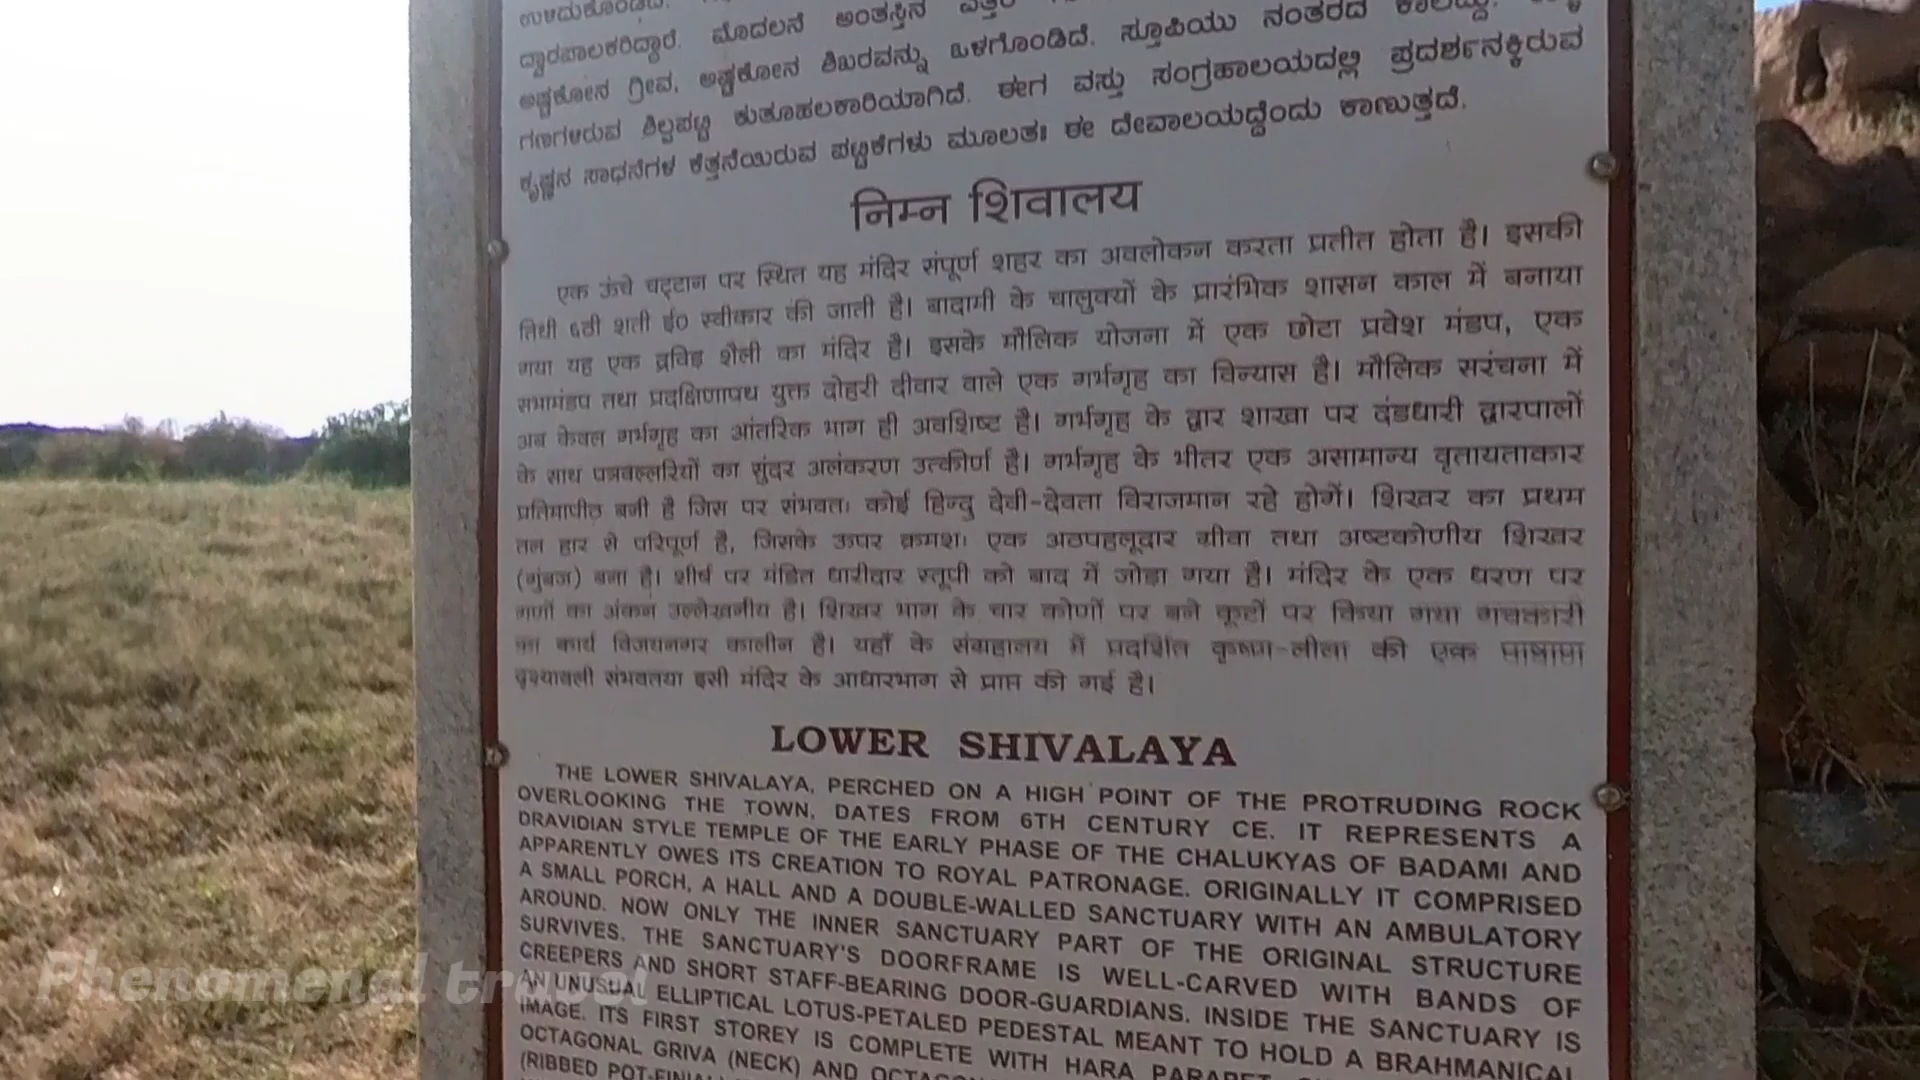 ದ್ವಾರಪಾಲಕರಿದ್ದಾರೆ. ಮೊದಲನೆ ಅಂತಸ್ತಿನ
ಅಷ್ಟಕೋನ ಗ್ರೀವ, ಅಷ್ಟಕೋನ ಶಿಖರವನ್ನು ಒಳಗೊಂಡಿದೆ. ಸ್ತೂಪಿಯು ನಂತರದ
ಗಣಗಳಿರುವ ಶಿಲ್ಪಪಟ್ಟಿ ಕುತೂಹಲಕಾರಿಯಾಗಿದೆ. ಈಗ ವಸ್ತು ಸಂಗ್ರಹಾಲಯದಲ್ಲಿ ಪ್ರದರ್ಶನಕ್ಕಿರುವ
ಕೃಷ್ಣನ ಸಾಧನೆಗಳ ಕೆತ್ತನೆಯಿರುವ ಪಟ್ಟಿಕೆಗಳು ಮೂಲತಃ ಈ ದೇವಾಲಯದ್ದೆಂದು ಕಾಣುತ್ತದೆ.
निम्न शिवालय
एक ऊंचे चट्टान पर स्थित यह मंदिर संपूर्ण शहर का अवलोकन करता प्रतीत होता है। इसकी
तिथी 6ठी शती ई० स्वीकार की जाती है। बादामी के चालुक्यों के प्रारंभिक शासन काल में बनाया
गया यह एक द्रविड़ शैली का मंदिर है। इसके मौलिक योजना में एक छोटा प्रवेश मंडप, एक
सभामंडप तथा प्रदक्षिणापथ युक्त दोहरी दीवार वाले एक गर्भगृह का विन्यास है। मौलिक सरंचना में
अब केवल गर्भगृह का आंतरिक भाग ही अवशिष्ट है। गर्भगृह के द्वार शाखा पर दंडधारी द्वारपालों
के साथ पत्रवल्लरियों का सुंदर अलंकरण उत्कीर्ण है। गर्भगृह के भीतर एक असामान्य वृतायताकार
प्रतिमापीठ बनी है जिस पर संभवतः कोई हिन्दु देवी-देवता विराजमान रहे होगें। शिखर का प्रथम
तल हार से परिपूर्ण है, जिसके ऊपर क्रमशः एक अठपहलूदार ग्रीवा तथा अष्टकोणीय शिखर
(गुंबज) बना है। शीर्ष पर मंडित धारीदार स्तूपी को बाद में जोड़ा गया है। मंदिर के एक धरण पर
गणों का अंकन उल्लेखनीय है। शिखर भाग के चार कोणों पर बने कूटों पर किया गया गचकारी
का कार्य विजयनगर कालीन है। यहाँ के संग्रहालय में प्रदर्शित कृष्ण-लीला की एक पाषाण
दृश्यावली संभवतया इसी मंदिर के आधारभाग से प्राप्त की गई है।
LOWER SHIVALAYA
THE LOWER SHIVALAYA, PERCHED ON A HIGH POINT OF THE PROTRUDING ROCK
OVERLOOKING THE TOWN, DATES FROM 6TH CENTURY CE. IT REPRESENTS A
DRAVIDIAN STYLE TEMPLE OF THE EARLY PHASE OF THE CHALUKYAS OF BADAMI AND
APPARENTLY OWES ITS CREATION TO ROYAL PATRONAGE. ORIGINALLY IT COMPRISED
A SMALL PORCH, A HALL AND A DOUBLE-WALLED SANCTUARY WITH AN AMBULATORY
AROUND. NOW ONLY THE INNER SANCTUARY PART OF THE ORIGINAL STRUCTURE
SURVIVES. THE SANCTUARY'S DOORFRAME IS WELL-CARVED WITH BANDS OF
CREEPERS AND SHORT STAFF-BEARING DOOR-GUARDIANS. INSIDE THE SANCTUARY IS
AN UNUSUAL ELLIPTICAL LOTUS-PETALED PEDESTAL MEANT TO HOLD A BRAHMANICAL
IMAGE. ITS FIRST STOREY IS COMPLETE WITH HARA PARAPET.
OCTAGONAL GRIVA (NECK) AND
(RIBBED
Phenomenal travel